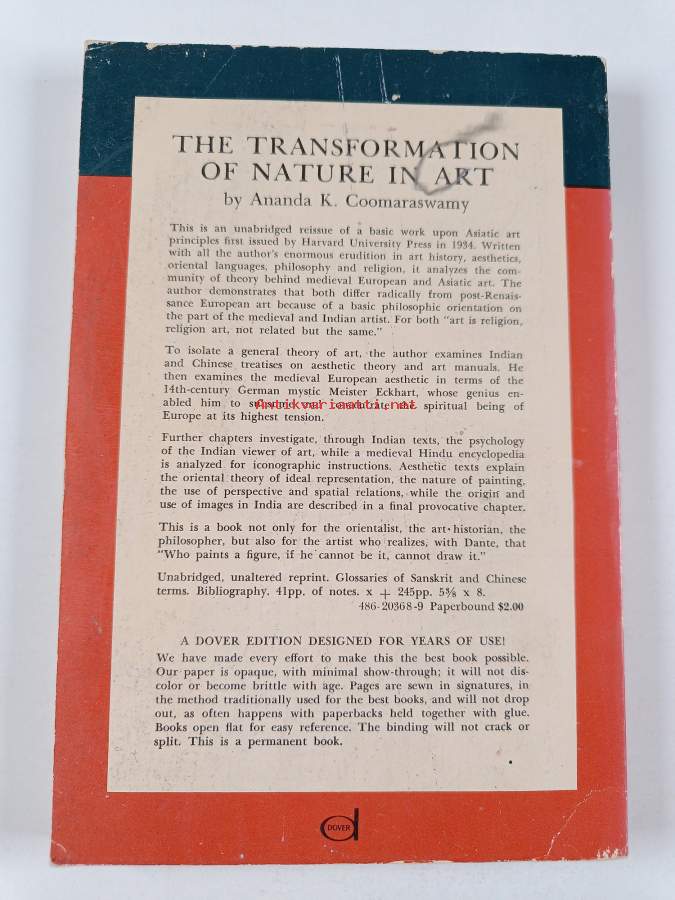 THE TRANSFORMATION
OF NATURE IN ART
by Ananda K. Coomaraswamy
This is an unabridged reissue of a basic work upon Asiatic art
principles first issued by Harvard University Press in 1934. Written
with all the author's enormous erudition in art history, aesthetics,
oriental languages, philosophy and religion, it analyzes the com-
munity of theory behind medieval European and Asiatic art. The
author demonstrates that both differ radically from post-Renais-
sance European art because of a basic philosophic orientation on
the part of the medieval and Indian artist. For both "art is religion,
religion art, not related but the same."
To isolate a general theory of art, the author examines Indian
and Chinese treatises on aesthetic theory and art manuals. He
then examines the medieval European aesthetic in terms of the
14th-century German mystic Meister Eckhart, whose genius en-
abled him to the spiritual being of
Antikvariaatti.net
Europe at its highest tension.
Further chapters investigate, through Indian texts, the psychology
of the Indian viewer of art, while a medieval Hindu encyclopedia
is analyzed for iconographic instructions. Aesthetic texts explain
the oriental theory of ideal representation, the nature of painting,
the use of perspective and spatial relations, while the origin and
use of images in India are described in a final provocative chapter.
This is a book not only for the orientalist, the art-historian, the
philosopher, but also for the artist who realizes, with Dante, that
"Who paints a figure, if he cannot be it, cannot draw it."
Unabridged, unaltered reprint. Glossaries of Sanskrit and Chinese
terms. Bibliography. 41pp. of notes. x + 245pp. 5⅜ x 8.
486-20368-9 Paperbound $2.00
A DOVER EDITION DESIGNED FOR YEARS OF USE!
We have made every effort to make this the best book possible.
Our paper is opaque, with minimal show-through; it will not dis-
color or become brittle with age. Pages are sewn in signatures, in
the method traditionally used for the best books, and will not drop
out, as often happens with paperbacks held together with glue.
Books open flat for easy reference. The binding will not crack or
split. This is a permanent book.
DOVER